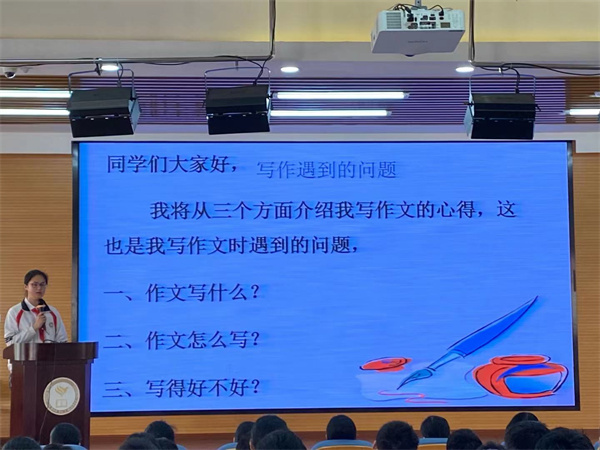 同学们大家好，
写作遇到的问题
我将从三个方面介绍我写作文的心得，这
也是我写作文时遇到的问题，
一、作文写什么？
二、作文怎么写？
三、写得好不好？